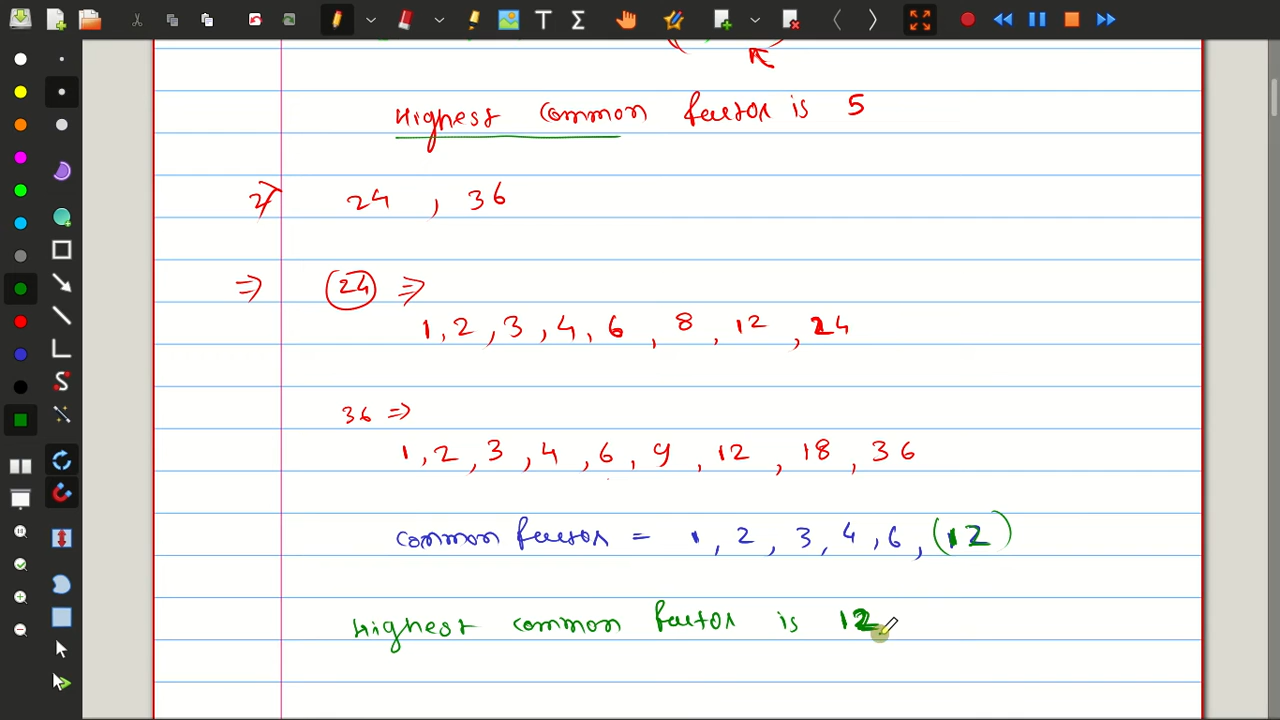 Highest common factor is 5
2) 24 , 36
⇒ 24 ⇒
1, 2, 3, 4, 6, 8, 12, 24
36 ⇒
1, 2, 3, 4, 6, 9, 12, 18, 36
common factor = 1, 2, 3, 4, 6, (12)
Highest common factor is 12